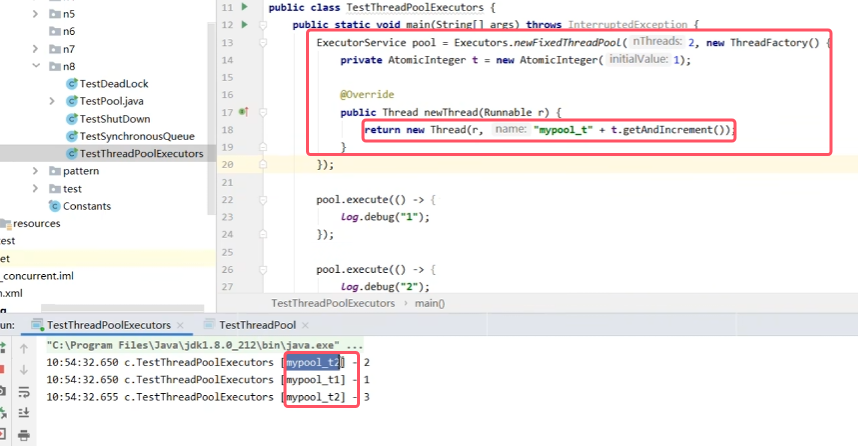 n5
n6
n7
n8
TestDeadLock
TestPool.java
TestShutDown
TestSynchronousQueue
TestThreadPoolExecutors
pattern
test
Constants
resources
test
et
_concurrent.iml
n.xml
11 public class TestThreadPoolExecutors {
12 public static void main(String[] args) throws InterruptedException {
13 ExecutorService pool = Executors.newFixedThreadPool( nThreads: 2, new ThreadFactory() {
14 private AtomicInteger t = new AtomicInteger( initialValue: 1);
15
16 @Override
17 public Thread newThread(Runnable r) {
18 return new Thread(r, name: "mypool_t" + t.getAndIncrement());
19 }
20 });
21
22 pool.execute(() -> {
23 log.debug("1");
24 });
25
26 pool.execute(() -> {
27 log.debug("2");
TestThreadPoolExecutors › main()
un: TestThreadPoolExecutors × TestThreadPool ×
"C:\Program Files\Java\jdk1.8.0_212\bin\java.exe" ...
10:54:32.650 c.TestThreadPoolExecutors [mypool_t2] - 2
10:54:32.650 c.TestThreadPoolExecutors [mypool_t1] - 1
10:54:32.655 c.TestThreadPoolExecutors [mypool_t2] - 3